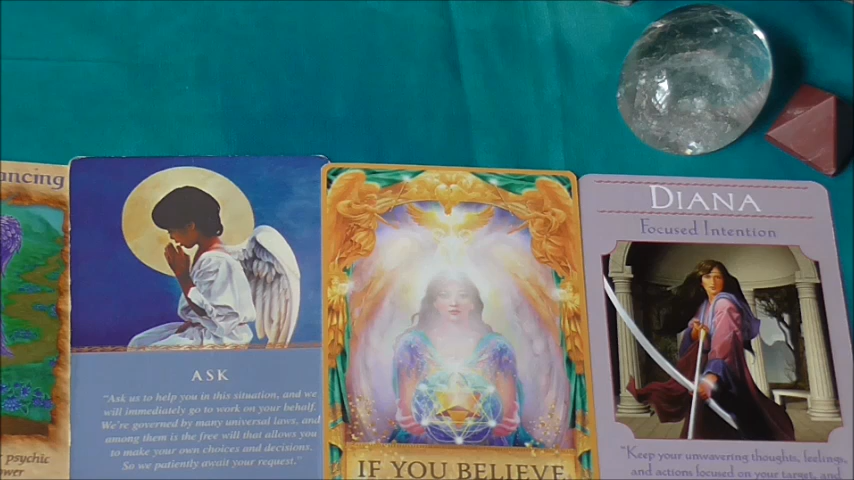 ancing
psychic
wer
ASK
"Ask us to help you in this situation, and we
will immediately go to work on your behalf.
We're governed by many universal laws, and
among them is the free will that allows you
to make your own choices and decisions.
So we patiently await your request."
IF YOU BELIEVE
DIANA
Focused Intention
"Keep your unwavering thoughts, feelings,
and actions focused on your target, and